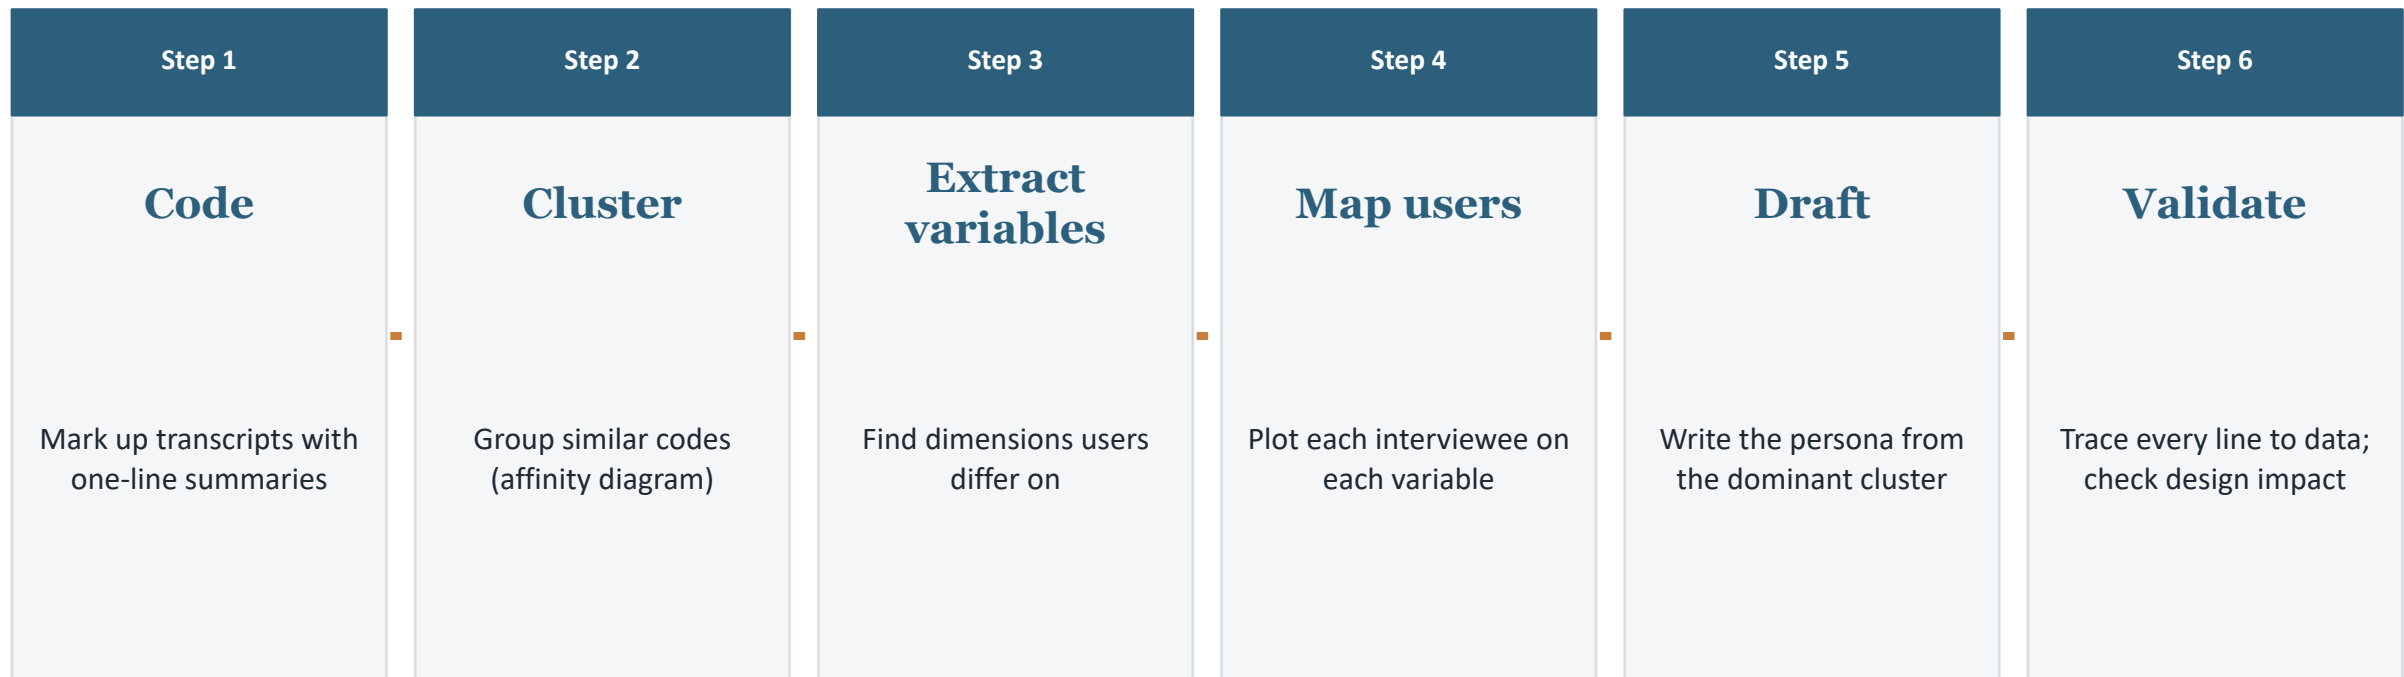 Step 1
Code
Mark up transcripts with
one-line summaries
Step 2
Cluster
Group similar codes
(affinity diagram)
Step 3
Extract
variables
Find dimensions users
differ on
Step 4
Map users
Plot each interviewee on
each variable
Step 5
Draft
Write the persona from
the dominant cluster
Step 6
Validate
Trace every line to data;
check design impact